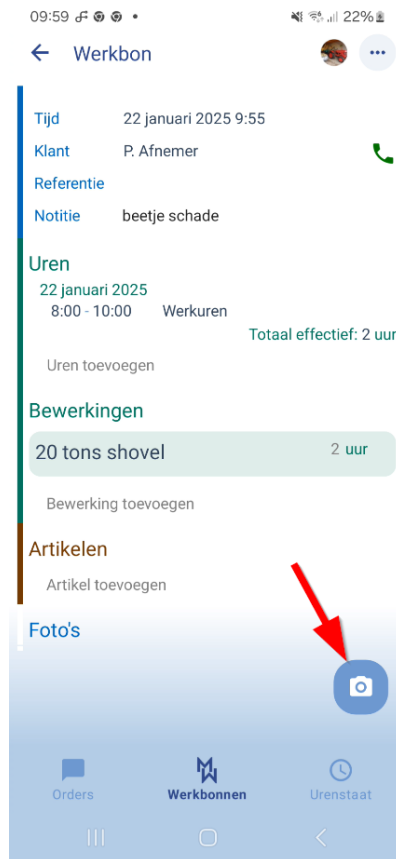 09:59
22%
Werkbon
Tijd 22 januari 2025 9:55
Klant P. Afnemer
Referentie
Notitie beetje schade
Uren
22 januari 2025
8:00 - 10:00 Werkuren
Totaal effectief: 2 uur
Uren toevoegen
Bewerkingen
20 tons shovel 2 uur
Bewerking toevoegen
Artikelen
Artikel toevoegen
Foto's
Orders Werkbonnen Urenstaat